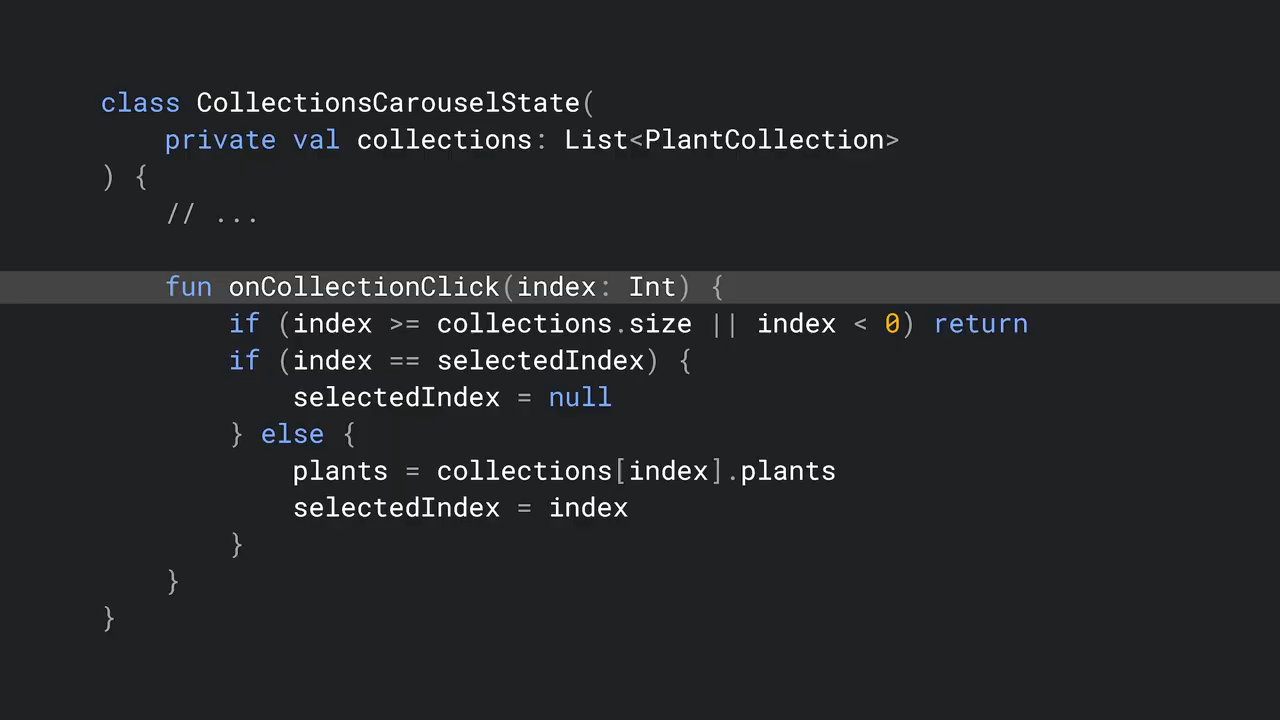 class CollectionsCarouselState(
    private val collections: List<PlantCollection>
) {
    // ...

    fun onCollectionClick(index: Int) {
        if (index >= collections.size || index < 0) return
        if (index == selectedIndex) {
            selectedIndex = null
        } else {
            plants = collections[index].plants
            selectedIndex = index
        }
    }
}